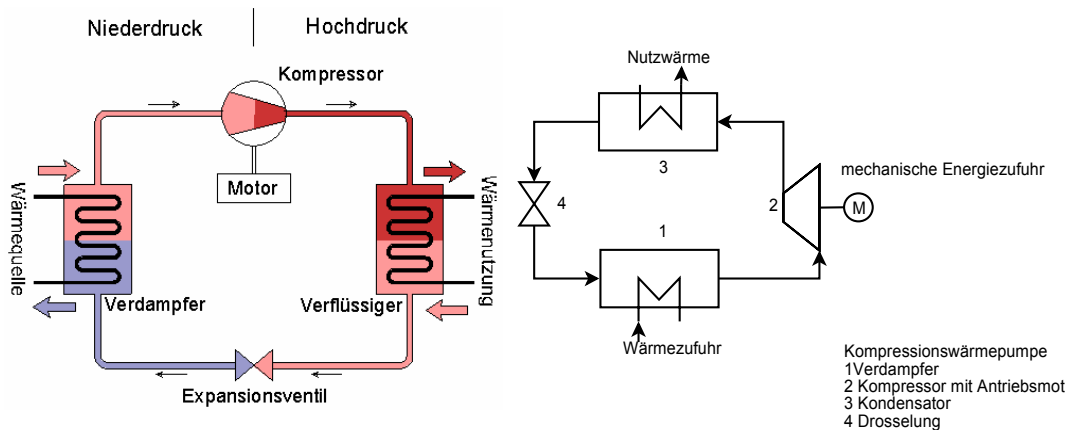 Niederdruck
Hochdruck
Kompressor
Motor
Wärmequelle
Wärmenutzung
Verdampfer
Verflüssiger
Expansionsventil
Nutzwärme
3
mechanische Energiezufuhr
4
2
M
1
Wärmezufuhr
Kompressionswärmepumpe
1Verdampfer
2 Kompressor mit Antriebsmot
3 Kondensator
4 Drosselung